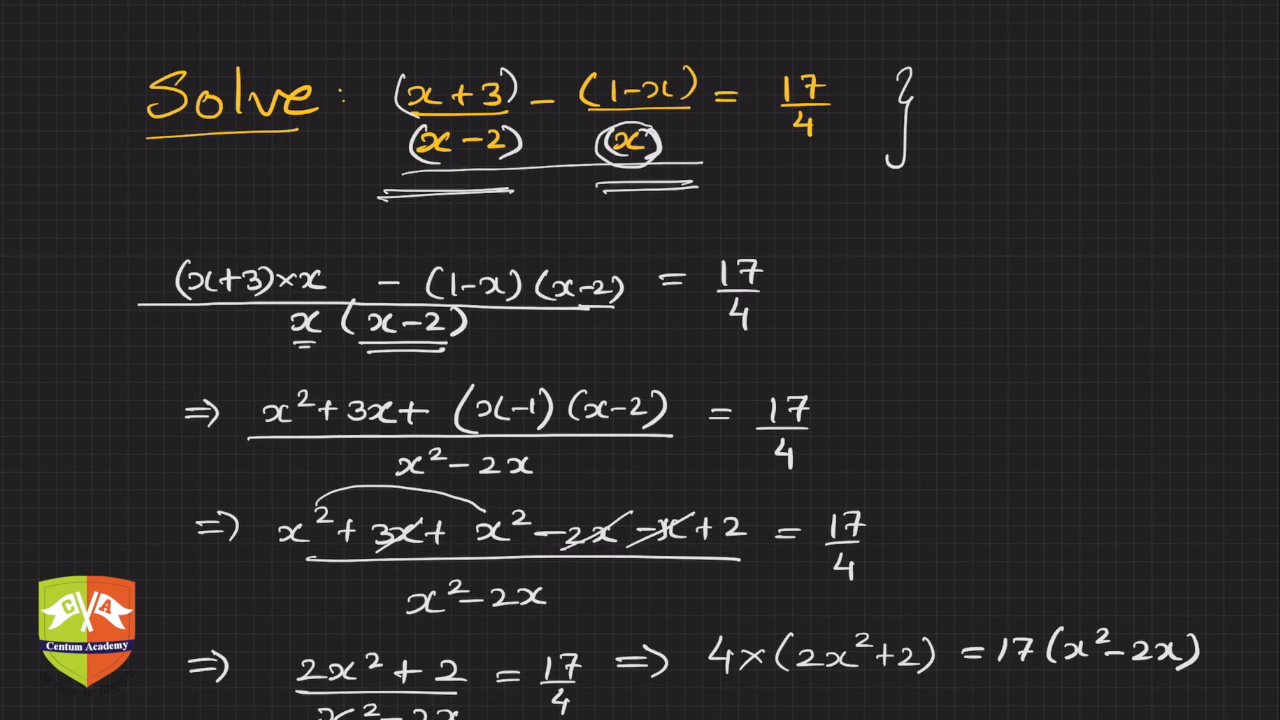 Solve : (x+3)/(x-2) - (1-x)/(x) = 17/4 }
((x+3)×x - (1-x)(x-2))/(x(x-2)) = 17/4
⇒ (x²+3x+(x-1)(x-2))/(x²-2x) = 17/4
⇒ (x²+3x+x²-2x-x+2)/(x²-2x) = 17/4
⇒ (2x²+2)/(x²-2x) = 17/4 ⇒ 4×(2x²+2) = 17(x²-2x)
C A
Centum Academy